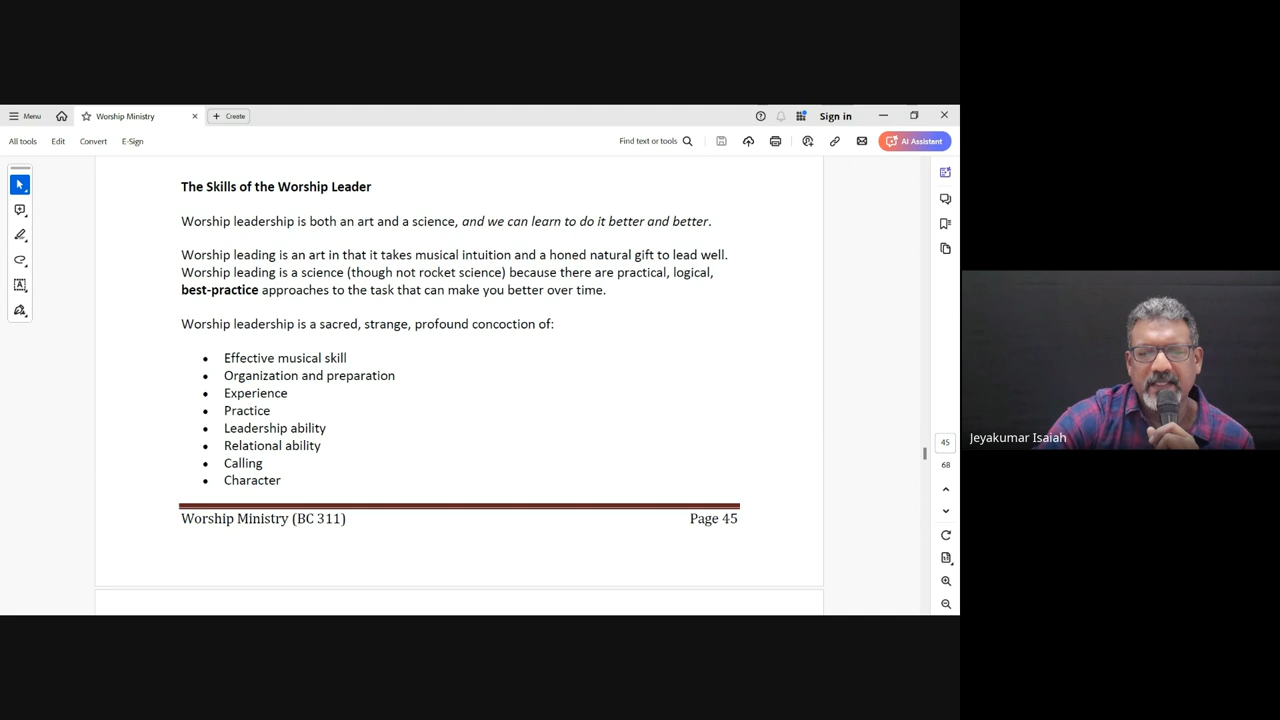 Menu
Worship Ministry
Create
Sign in
All tools
Edit
Convert
E-Sign
Find text or tools
AI Assistant
The Skills of the Worship Leader
Worship leadership is both an art and a science, and we can learn to do it better and better.
Worship leading is an art in that it takes musical intuition and a honed natural gift to lead well.
Worship leading is a science (though not rocket science) because there are practical, logical,
best-practice approaches to the task that can make you better over time.
Worship leadership is a sacred, strange, profound concoction of:
• Effective musical skill
• Organization and preparation
• Experience
• Practice
• Leadership ability
• Relational ability
• Calling
• Character
Worship Ministry (BC 311) Page 45
45
68
Jeyakumar Isaiah